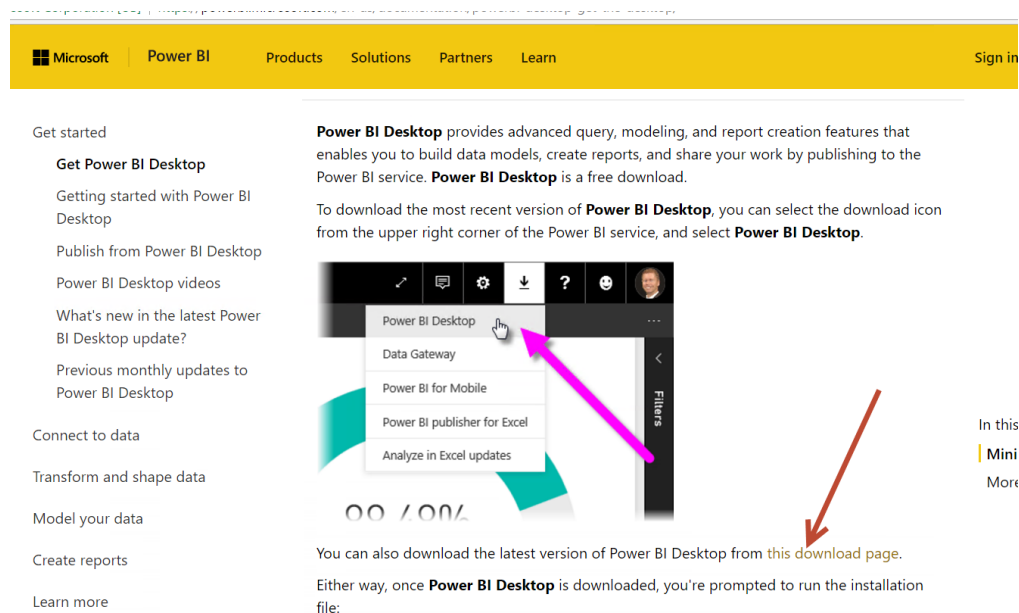 Microsoft Power BI Products Solutions Partners Learn Sign in
Get started
Get Power BI Desktop
Getting started with Power BI
Desktop
Publish from Power BI Desktop
Power BI Desktop videos
What's new in the latest Power
BI Desktop update?
Previous monthly updates to
Power BI Desktop
Connect to data
Transform and shape data
Model your data
Create reports
Learn more
Power BI Desktop provides advanced query, modeling, and report creation features that
enables you to build data models, create reports, and share your work by publishing to the
Power BI service. Power BI Desktop is a free download.
To download the most recent version of Power BI Desktop, you can select the download icon
from the upper right corner of the Power BI service, and select Power BI Desktop.
?
Power BI Desktop
Data Gateway
Power BI for Mobile
Power BI publisher for Excel
Analyze in Excel updates
Filters
You can also download the latest version of Power BI Desktop from this download page.
Either way, once Power BI Desktop is downloaded, you're prompted to run the installation
file:
In this
Mini
More